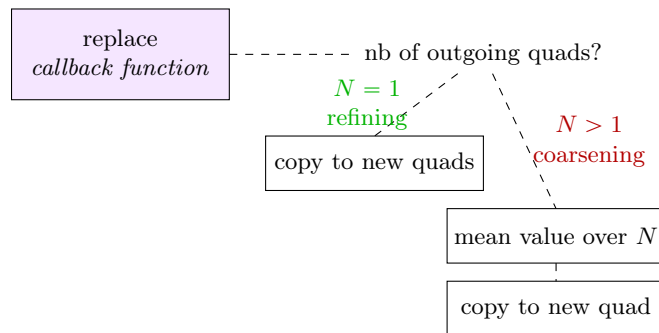 replace
callback function
nb of outgoing quads?
N = 1
refining
copy to new quads
N > 1
coarsening
mean value over N
copy to new quad